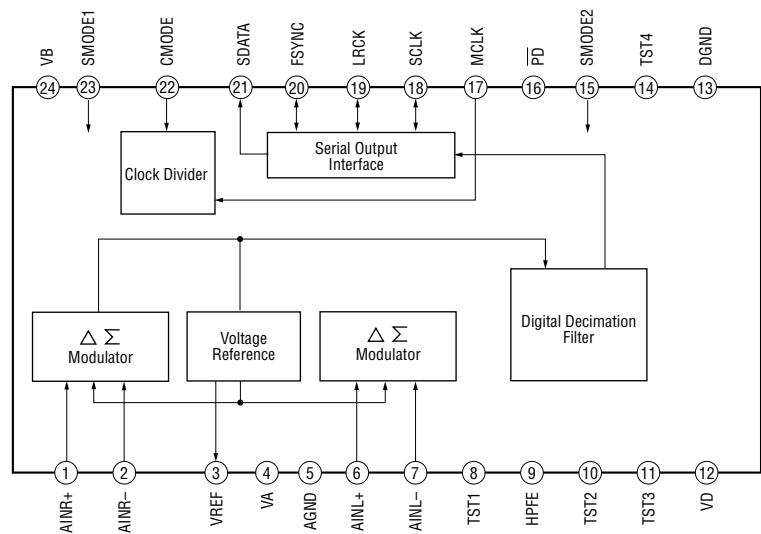 VB
SMODE1
CMODE
SDATA
FSYNC
LRCK
SCLK
MCLK
PD
SMODE2
TST4
DGND
24
23
22
21
20
19
18
17
16
15
14
13
Clock Divider
Serial Output
Interface
Δ Σ
Modulator
Voltage
Reference
Δ Σ
Modulator
Digital Decimation
Filter
1
2
3
4
5
6
7
8
9
10
11
12
AINR+
AINR–
VREF
VA
AGND
AINL+
AINL–
TST1
HPFE
TST2
TST3
VD